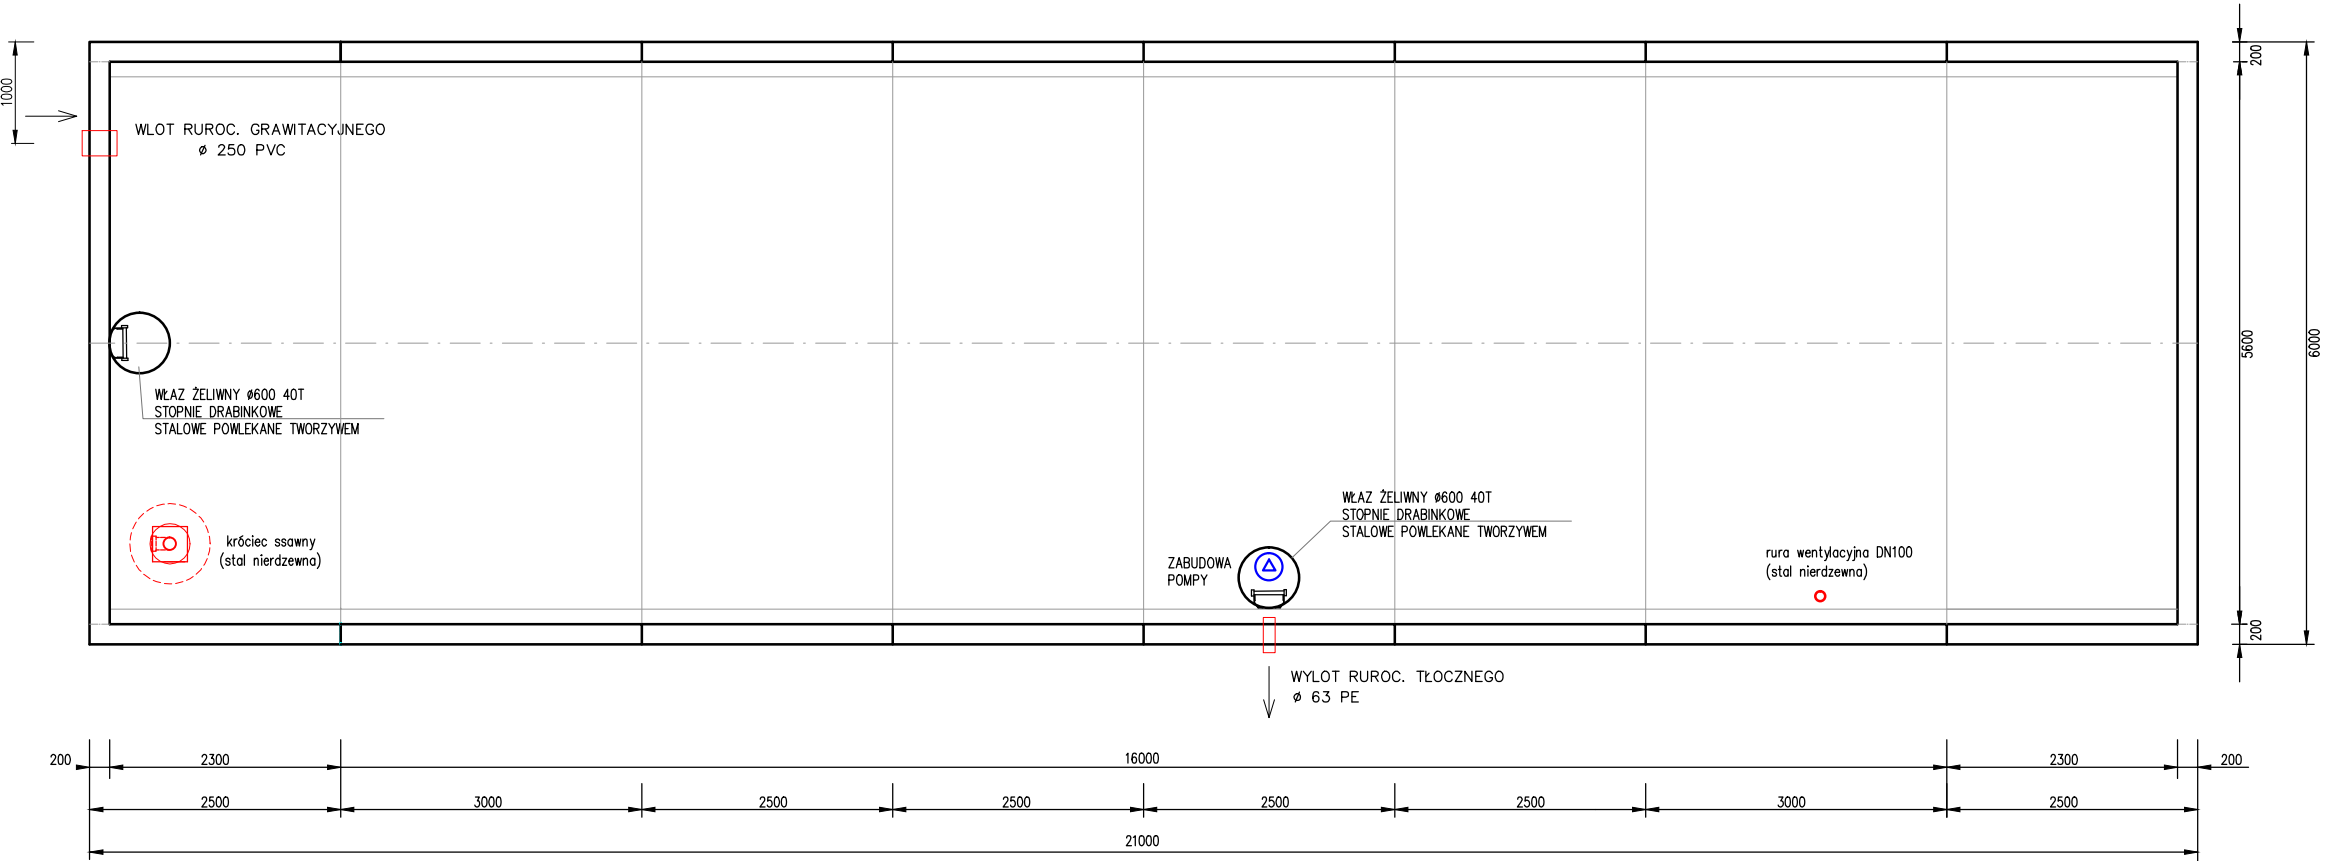 200
1000
WLOT RUROC. GRAWITACYJNEGO
ø 250 PVC
5600
6000
WŁAZ ŻELIWNY ø600 40T
STOPNIE DRABINKOWE
STALOWE POWLEKANE TWORZYWEM
WŁAZ ŻELIWNY ø600 40T
STOPNIE DRABINKOWE
STALOWE POWLEKANE TWORZYWEM
króciec ssawny
(stal nierdzewna)
ZABUDOWA
POMPY
rura wentylacyjna DN100
(stal nierdzewna)
200
WYLOT RUROC. TŁOCZNEGO
ø 63 PE
200 2300 16000 2300 200
2500 3000 2500 2500 2500 2500 3000 2500
21000